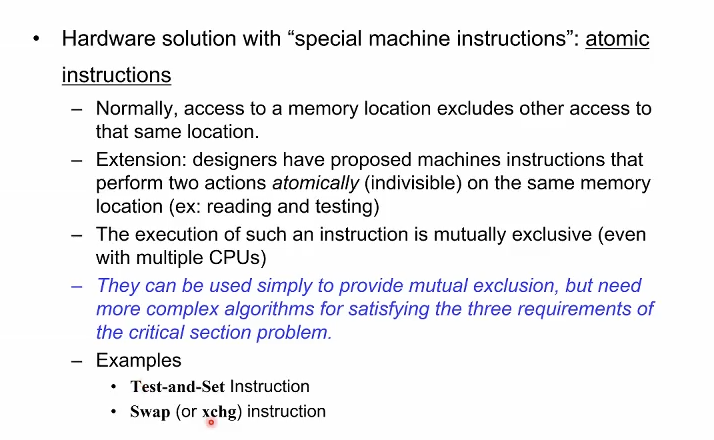 • Hardware solution with “special machine instructions”: atomic
instructions
– Normally, access to a memory location excludes other access to
that same location.
– Extension: designers have proposed machines instructions that
perform two actions atomically (indivisible) on the same memory
location (ex: reading and testing)
– The execution of such an instruction is mutually exclusive (even
with multiple CPUs)
– They can be used simply to provide mutual exclusion, but need
more complex algorithms for satisfying the three requirements of
the critical section problem.
– Examples
• Test-and-Set Instruction
• Swap (or xchg) instruction